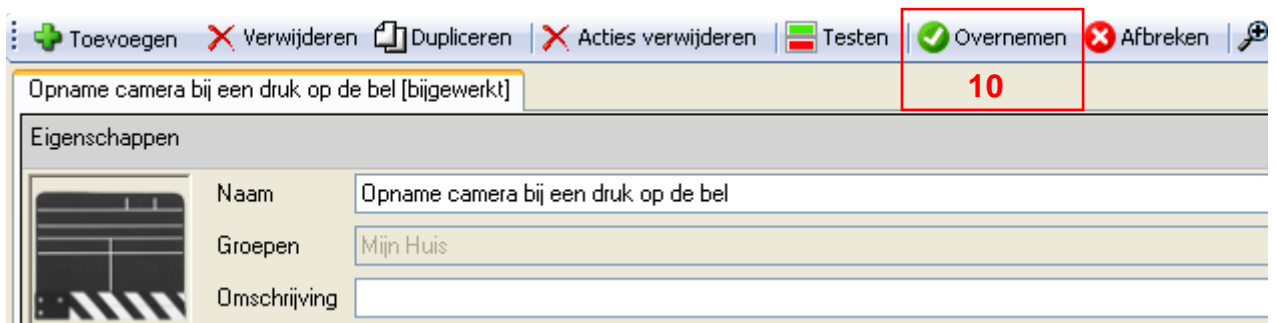 Toevoegen Verwijderen Dupliceren Acties verwijderen Testen Overnemen Afbreken
10
Opname camera bij een druk op de bel [bijgewerkt]
Eigenschappen
Naam Opname camera bij een druk op de bel
Groepen Mijn Huis
Omschrijving